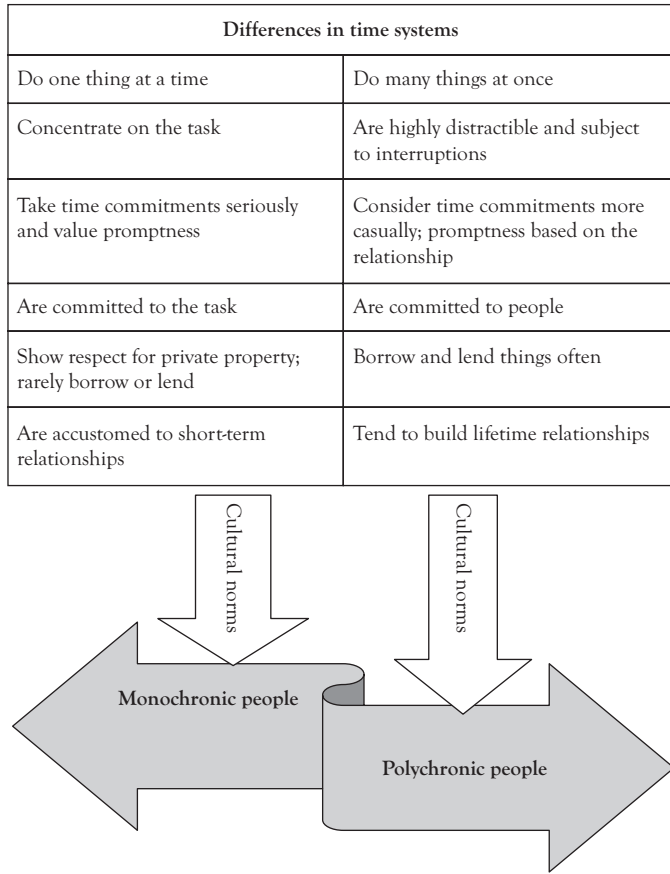 Differences in time systems
Do one thing at a time
Do many things at once
Concentrate on the task
Are highly distractible and subject
to interruptions
Take time commitments seriously
and value promptness
Consider time commitments more
casually; promptness based on the
relationship
Are committed to the task
Are committed to people
Show respect for private property;
rarely borrow or lend
Borrow and lend things often
Are accustomed to short-term
relationships
Tend to build lifetime relationships
Cultural norms
Cultural norms
Monochronic people
Polychronic people